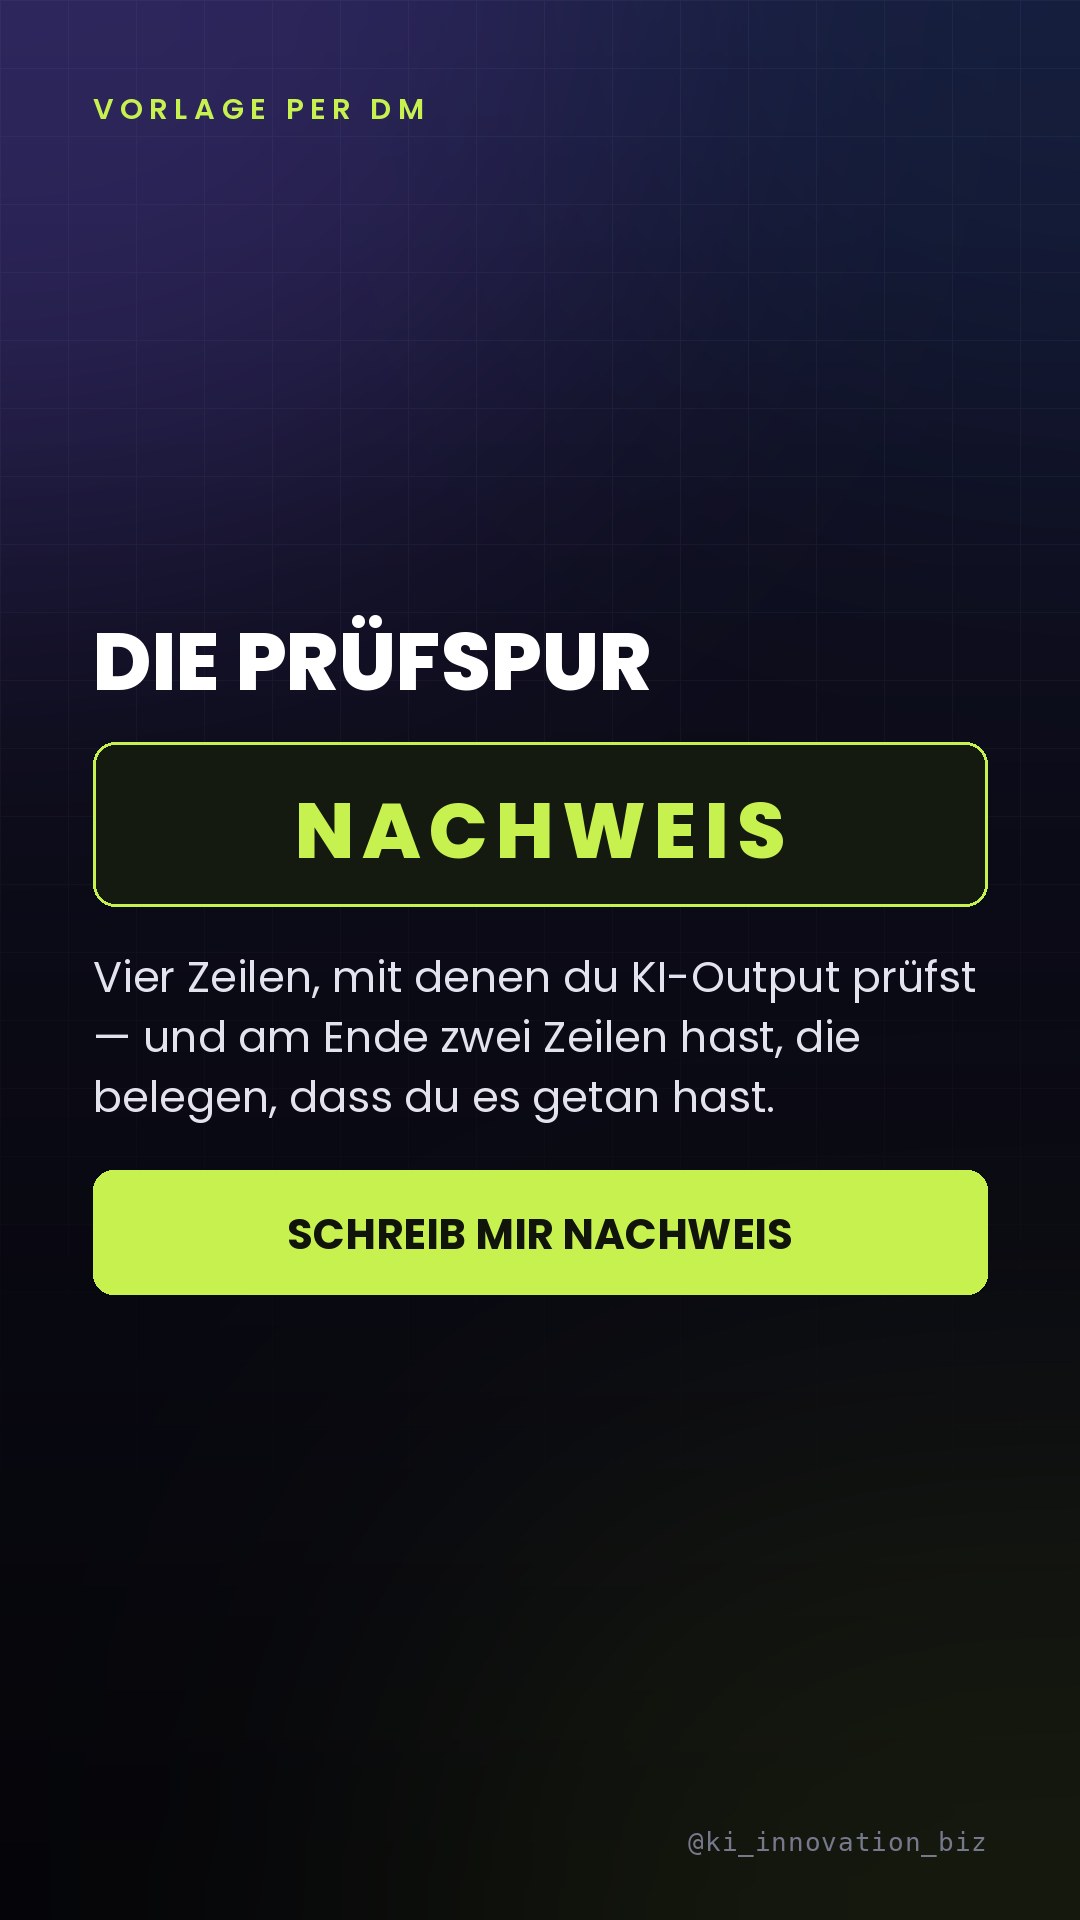 VORLAGE PER DM
DIE PRÜFSPUR
NACHWEIS
Vier Zeilen, mit denen du KI-Output prüfst
— und am Ende zwei Zeilen hast, die
belegen, dass du es getan hast.
SCHREIB MIR NACHWEIS
@ki_innovation_biz